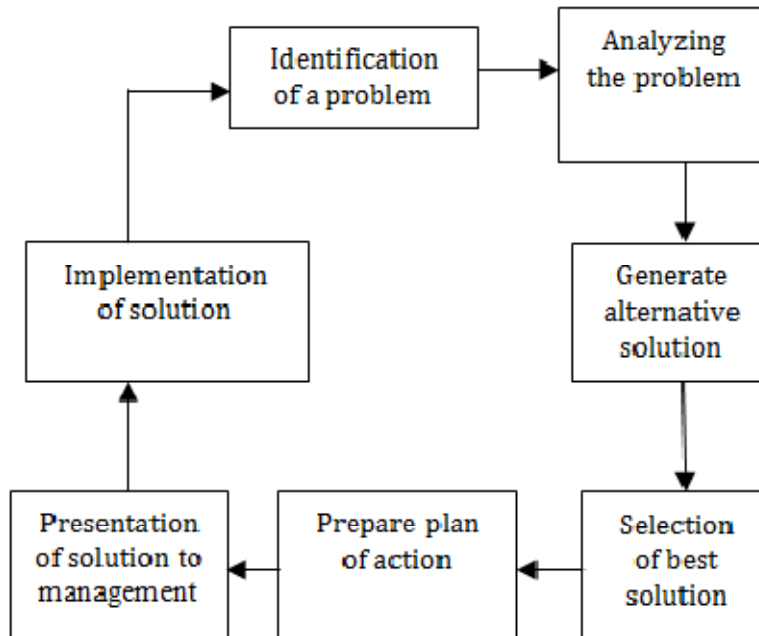 Identification
of a problem
Analyzing
the problem
Generate
alternative
solution
Selection
of best
solution
Prepare plan
of action
Presentation
of solution to
management
Implementation
of solution